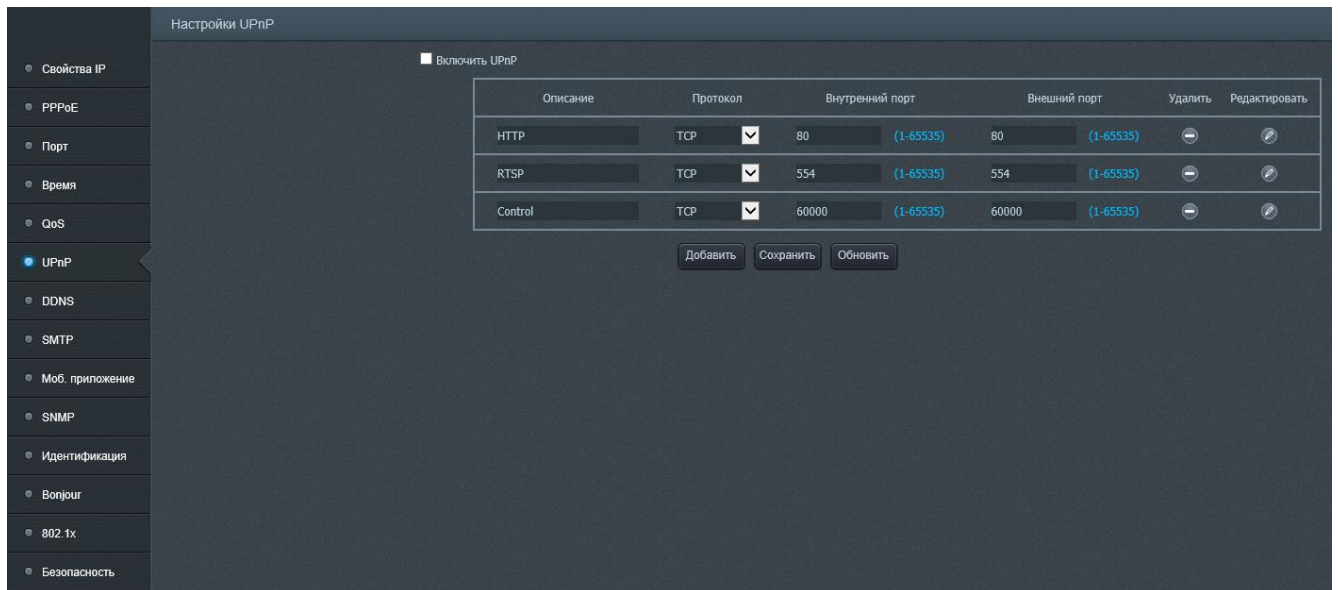 Настройки UPnP
Свойства IP
PPPoE
Порт
Время
QoS
UPnP
DDNS
SMTP
Моб. приложение
SNMP
Идентификация
Bonjour
802.1x
Безопасность
Включить UPnP
Описание Протокол Внутренний порт Внешний порт Удалить Редактировать
HTTP TCP 80 (1-65535) 80 (1-65535)
RTSP TCP 554 (1-65535) 554 (1-65535)
Control TCP 60000 (1-65535) 60000 (1-65535)
Добавить Сохранить Обновить